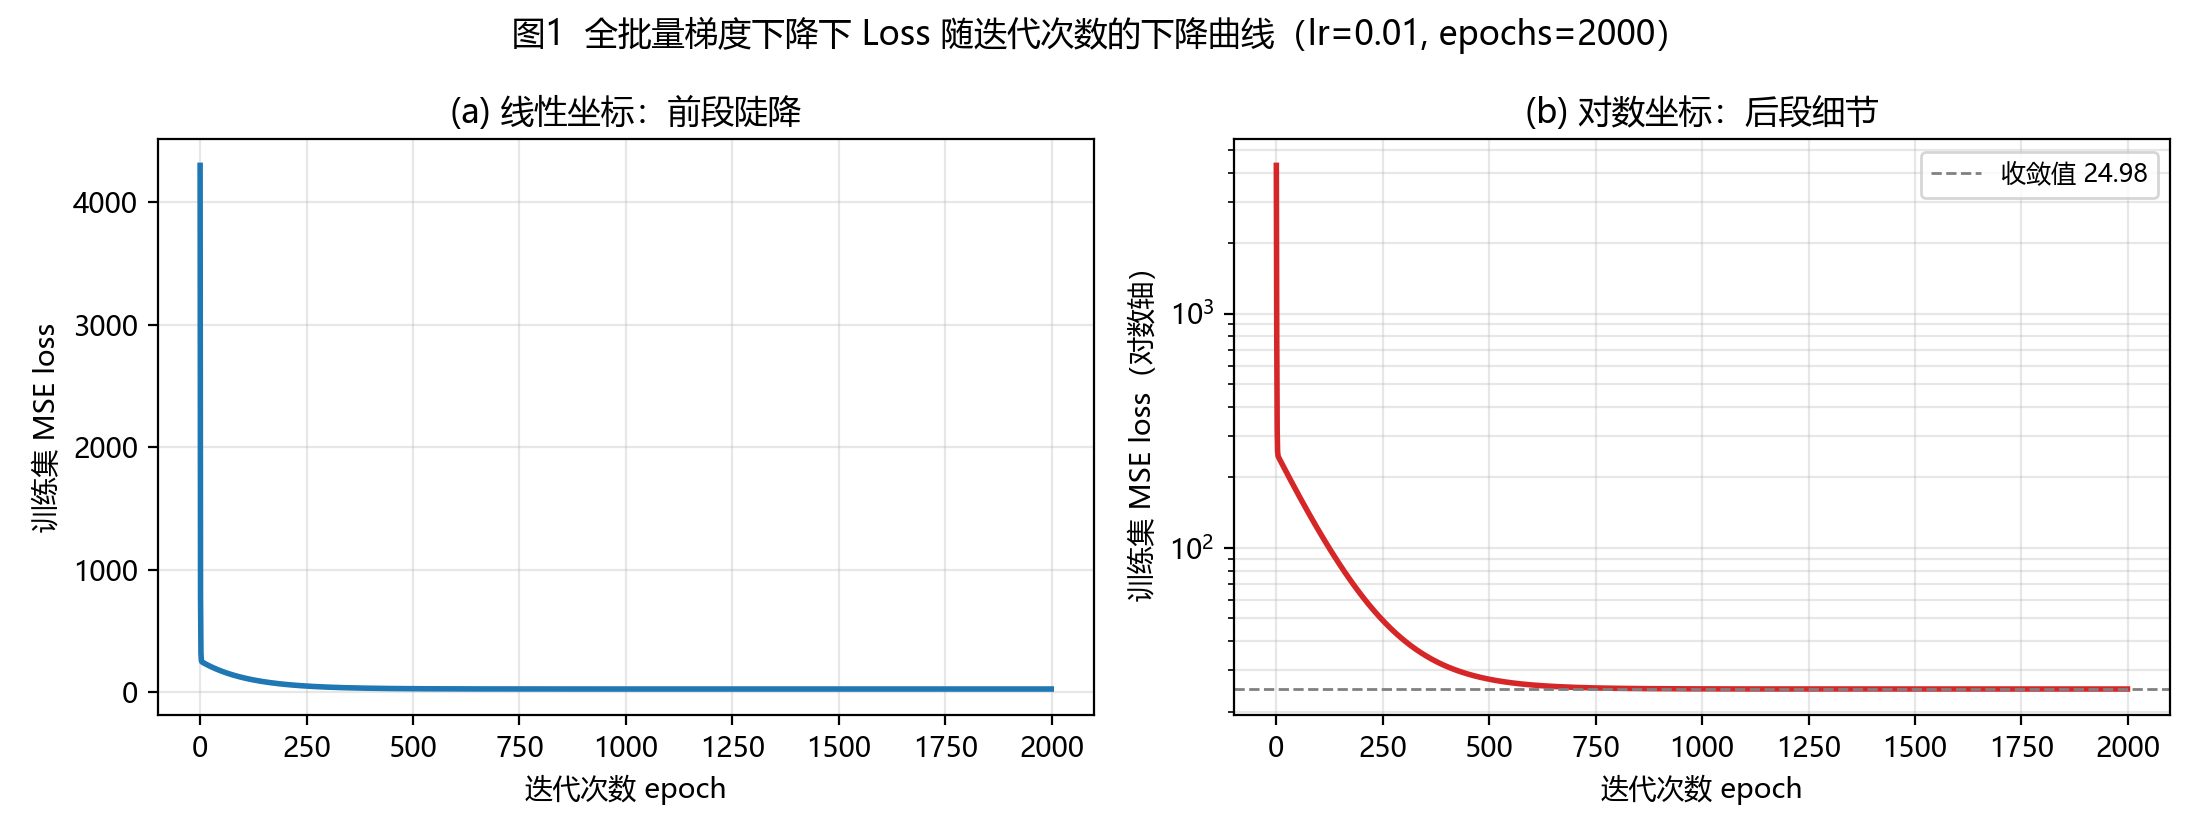 图1  全批量梯度下降下 Loss 随迭代次数的下降曲线（lr=0.01, epochs=2000）
(a) 线性坐标：前段陡降
训练集 MSE loss
4000
3000
2000
1000
0
0 250 500 750 1000 1250 1500 1750 2000
迭代次数 epoch
(b) 对数坐标：后段细节
训练集 MSE loss（对数轴）
10³
10²
收敛值 24.98
0 250 500 750 1000 1250 1500 1750 2000
迭代次数 epoch